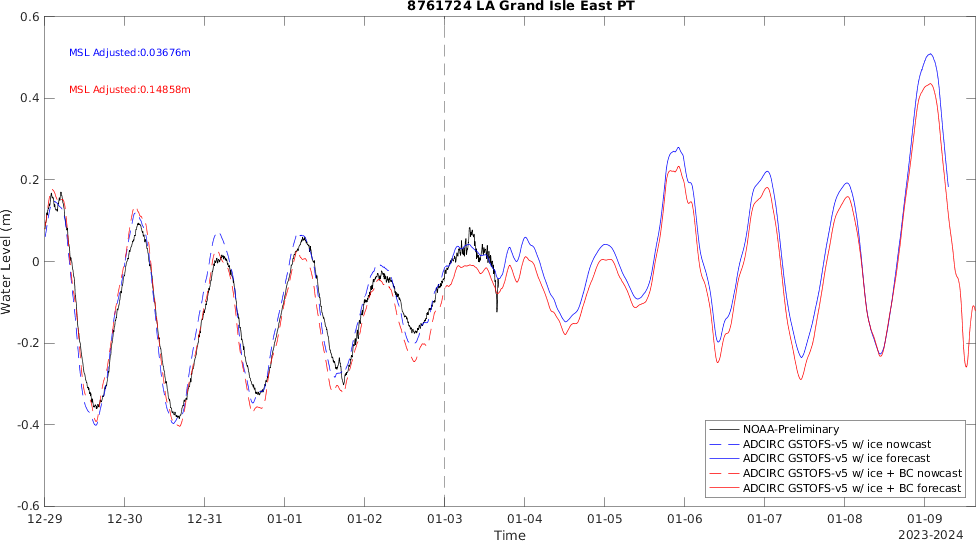 8761724 LA Grand Isle East PT
MSL Adjusted:0.03676m
MSL Adjusted:0.14858m
Water Level (m)
0.6
0.4
0.2
0
-0.2
-0.4
-0.6
NOAA-Preliminary
ADCIRC GSTOFS-v5 w/ ice nowcast
ADCIRC GSTOFS-v5 w/ ice forecast
ADCIRC GSTOFS-v5 w/ ice + BC nowcast
ADCIRC GSTOFS-v5 w/ ice + BC forecast
12-29 12-30 12-31 01-01 01-02 01-03 01-04 01-05 01-06 01-07 01-08 01-09
Time
2023-2024